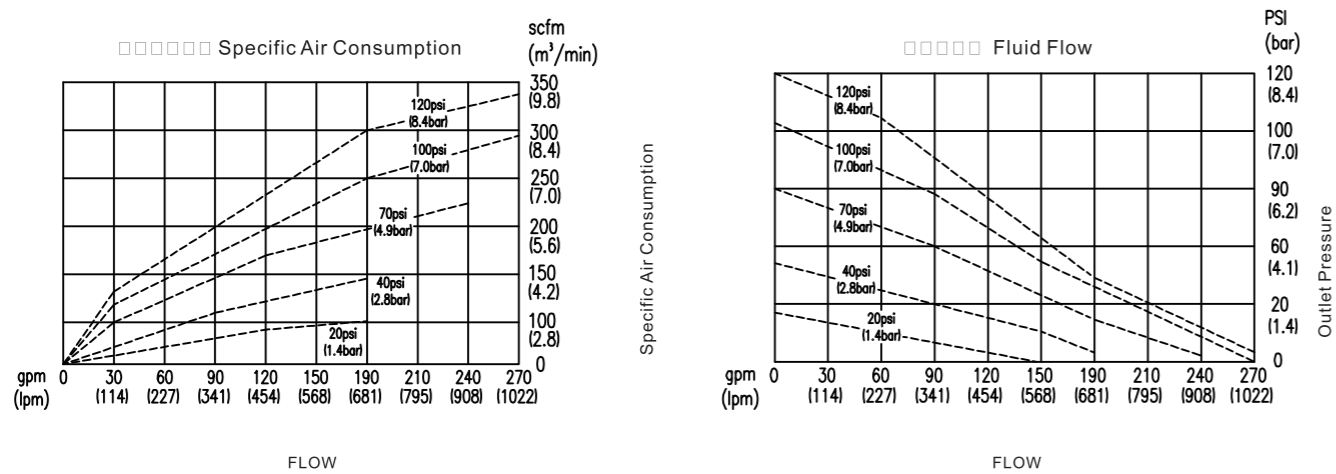 □□□□□□ Specific Air Consumption
scfm
(m³/min)
350
(9.8)
300
(8.4)
250
(7.0)
200
(5.6)
150
(4.2)
100
(2.8)
0
120psi
(8.4bar)
100psi
(7.0bar)
70psi
(4.9bar)
40psi
(2.8bar)
20psi
(1.4bar)
gpm 0 30 60 90 120 150 190 210 240 270
(lpm) (114) (227) (341) (454) (568) (681) (795) (908) (1022)
FLOW
Specific Air Consumption
□□□□□ Fluid Flow
PSI
(bar)
120
(8.4)
100
(7.0)
90
(6.2)
60
(4.1)
20
(1.4)
0
120psi
(8.4bar)
100psi
(7.0bar)
70psi
(4.9bar)
40psi
(2.8bar)
20psi
(1.4bar)
gpm 0 30 60 90 120 150 190 210 240 270
(lpm) (114) (227) (341) (454) (568) (681) (795) (908) (1022)
FLOW
Outlet Pressure